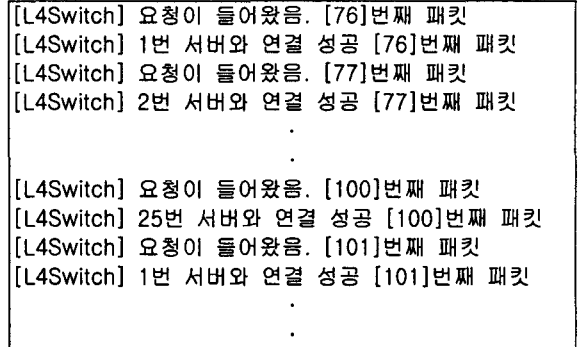 [L4Switch] 요청이 들어왔음. [76]번째 패킷
[L4Switch] 1번 서버와 연결 성공 [76]번째 패킷
[L4Switch] 요청이 들어왔음. [77]번째 패킷
[L4Switch] 2번 서버와 연결 성공 [77]번째 패킷
.
.
[L4Switch] 요청이 들어왔음. [100]번째 패킷
[L4Switch] 25번 서버와 연결 성공 [100]번째 패킷
[L4Switch] 요청이 들어왔음. [101]번째 패킷
[L4Switch] 1번 서버와 연결 성공 [101]번째 패킷
.
.